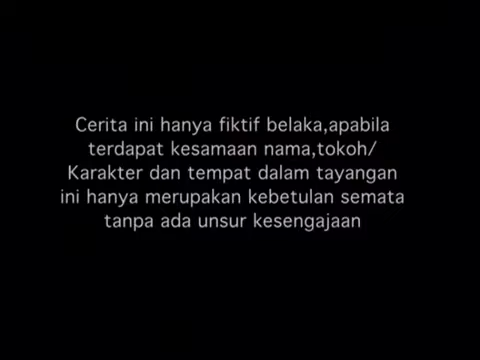 Cerita ini hanya fiktif belaka,apabila
terdapat kesamaan nama,tokoh/
Karakter dan tempat dalam tayangan
ini hanya merupakan kebetulan semata
tanpa ada unsur kesengajaan